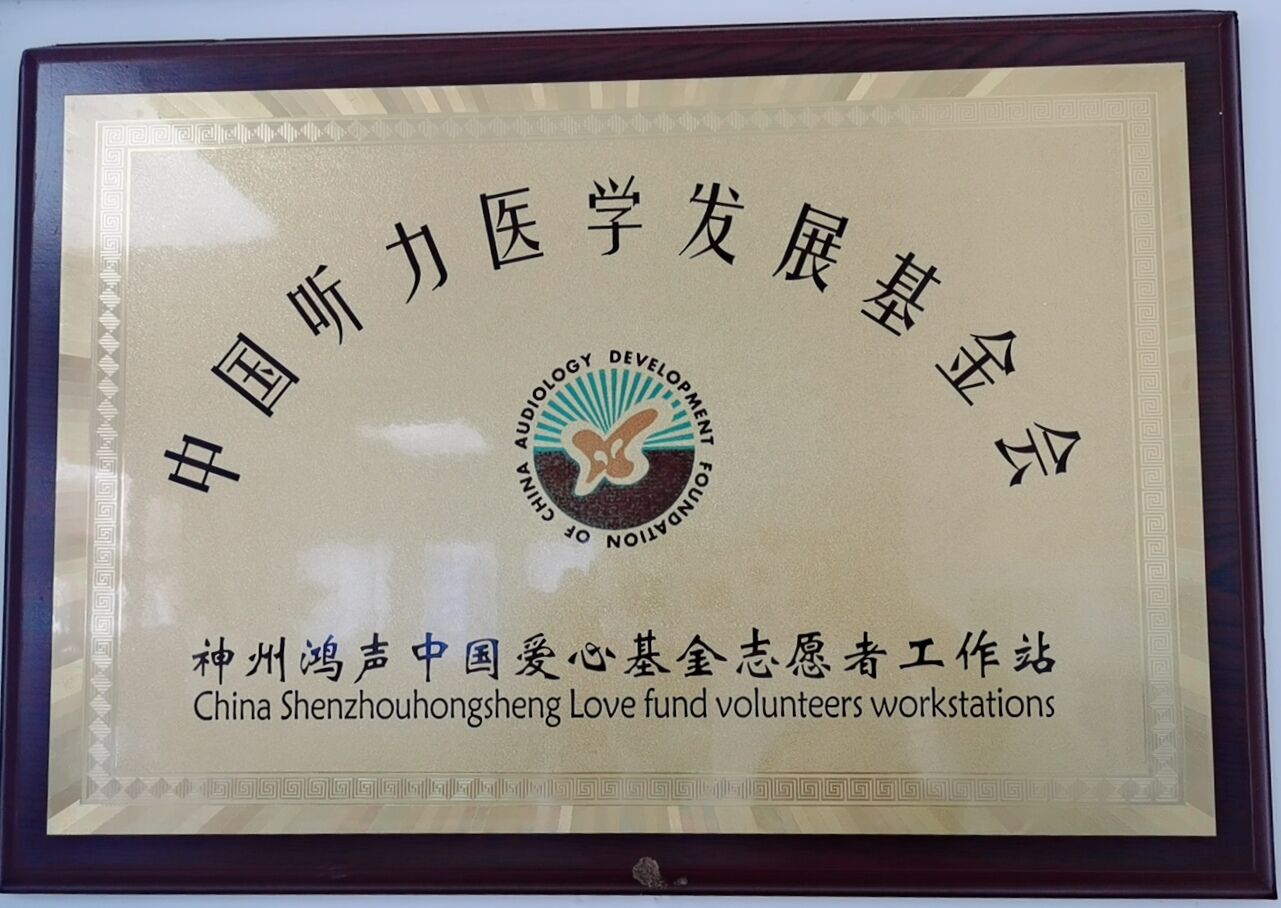 中国听力医学发展基金会
AUDIOLOGY DEVELOPMENT FOUNDATION OF CHINA
神州鸿声中国爱心基金志愿者工作站
China Shenzhouhongsheng Love fund volunteers workstations